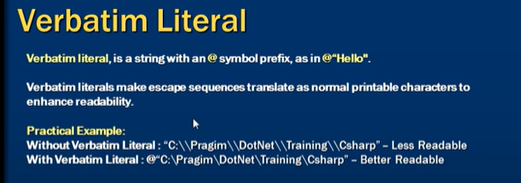 Verbatim Literal
Verbatim literal, is a string with an @ symbol prefix, as in @“Hello".
Verbatim literals make escape sequences translate as normal printable characters to
enhance readability.
Practical Example:
Without Verbatim Literal : “C:\\Pragim\\DotNet\\Training\\Csharp” – Less Readable
With Verbatim Literal : @“C:\Pragim\DotNet\Training\Csharp” – Better Readable